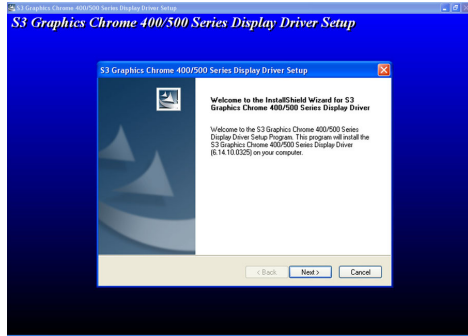 S3 Graphics Chrome 400/500 Series Display Driver Setup
S3 Graphics Chrome 400/500 Series Display Driver Setup
S3 Graphics Chrome 400/500 Series Display Driver Setup
Welcome to the InstallShield Wizard for S3
Graphics Chrome 400/500 Series Display Driver
Welcome to the S3 Graphics Chrome 400/500 Series
Display Driver Setup Program. This program will install the
S3 Graphics Chrome 400/500 Series Display Driver
(6.14.10.0325) on your computer.
< Back
Next >
Cancel